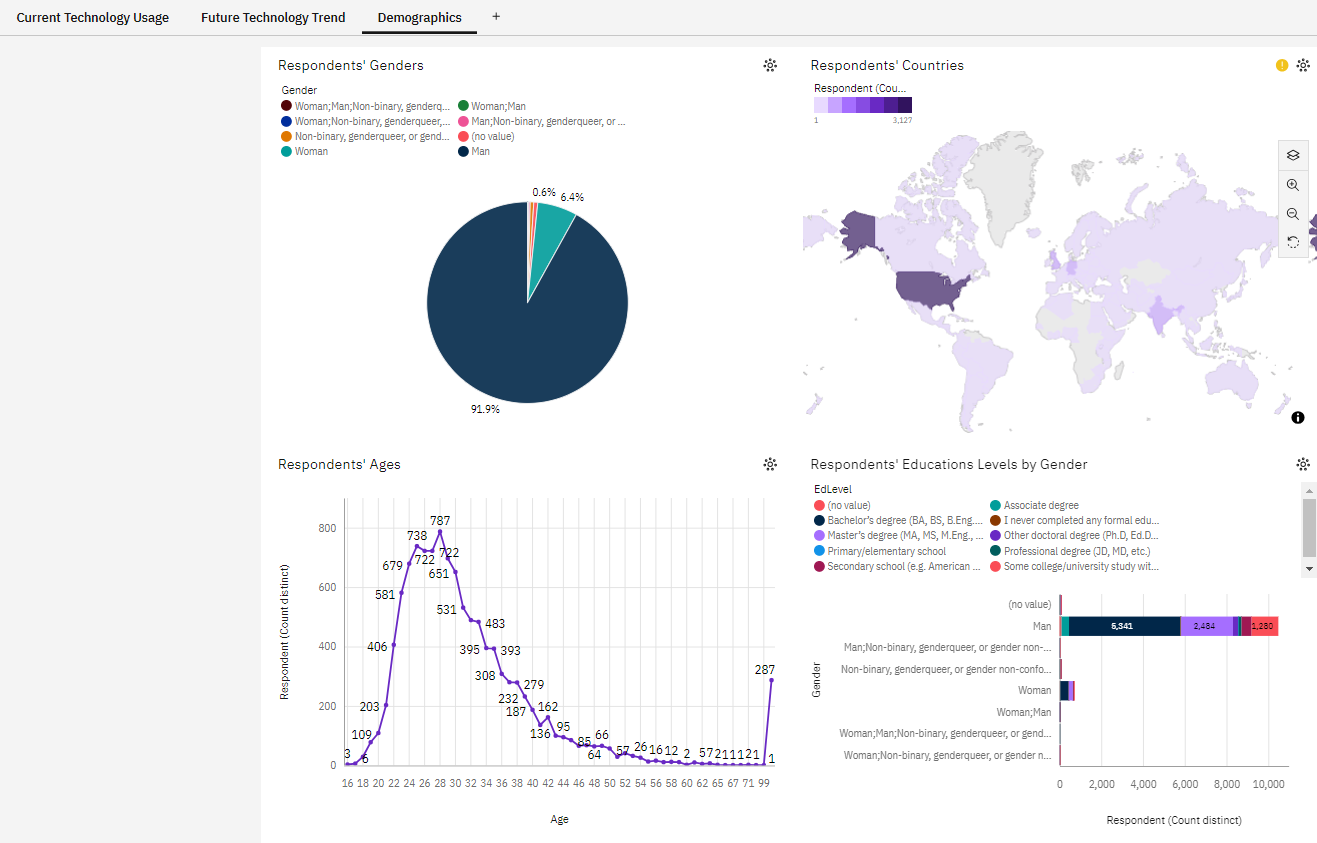 Current Technology Usage Future Technology Trend Demographics +
Respondents' Genders
Gender
Woman;Man;Non-binary, genderq... Woman;Man
Woman;Non-binary, genderqueer,... Man;Non-binary, genderqueer, or ...
Non-binary, genderqueer, or gend... (no value)
Woman Man
0.6% 6.4%
91.9%
Respondents' Countries
Respondent (Cou...
1 3,127
Respondents' Ages
Respondent (Count distinct)
800
600
400
200
0
787
738
722
722
679
651
581
531
483
406
395 393
308
287
279
232
203
187 162
136 95
109
85 66
64
57 26 16 12 2 57 2 1 1 1 2 1
3
6
1
16 18 20 22 24 26 28 30 32 34 36 38 40 42 44 46 48 50 52 54 56 58 60 62 65 67 71 99
Age
Respondents' Educations Levels by Gender
EdLevel
(no value) Associate degree
Bachelor's degree (BA, BS, B.Eng.... I never completed any formal edu...
Master's degree (MA, MS, M.Eng., ... Other doctoral degree (Ph.D, Ed.D...
Primary/elementary school Professional degree (JD, MD, etc.)
Secondary school (e.g. American ... Some college/university study wit...
Gender
(no value)
Man 5,341 2,484 1,280
Man;Non-binary, genderqueer, or gender non-...
Non-binary, genderqueer, or gender non-confo...
Woman
Woman;Man
Woman;Man;Non-binary, genderqueer, or gend...
Woman;Non-binary, genderqueer, or gender n...
0 2,000 4,000 6,000 8,000 10,000
Respondent (Count distinct)